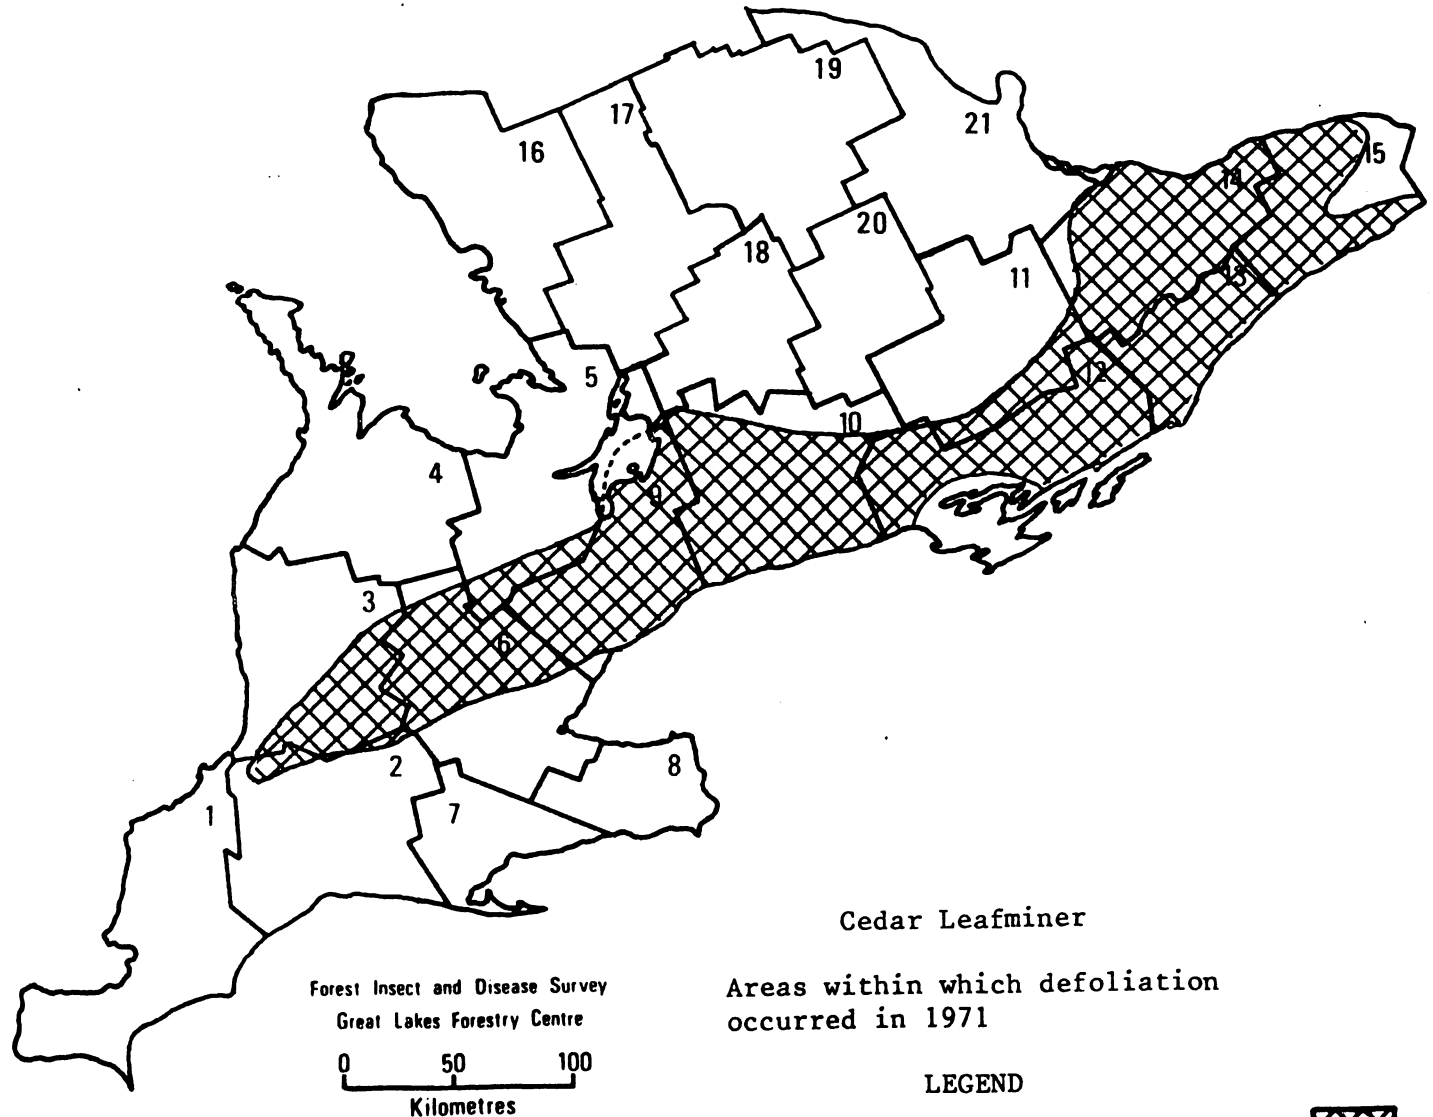 19
17
21
16
15
14
20
18
13
11
5
12
10
4
9
3
6
2
8
1
7
Cedar Leafminer
Areas within which defoliation
occurred in 1971
Forest Insect and Disease Survey
Great Lakes Forestry Centre
0 50 100
Kilometres
LEGEND